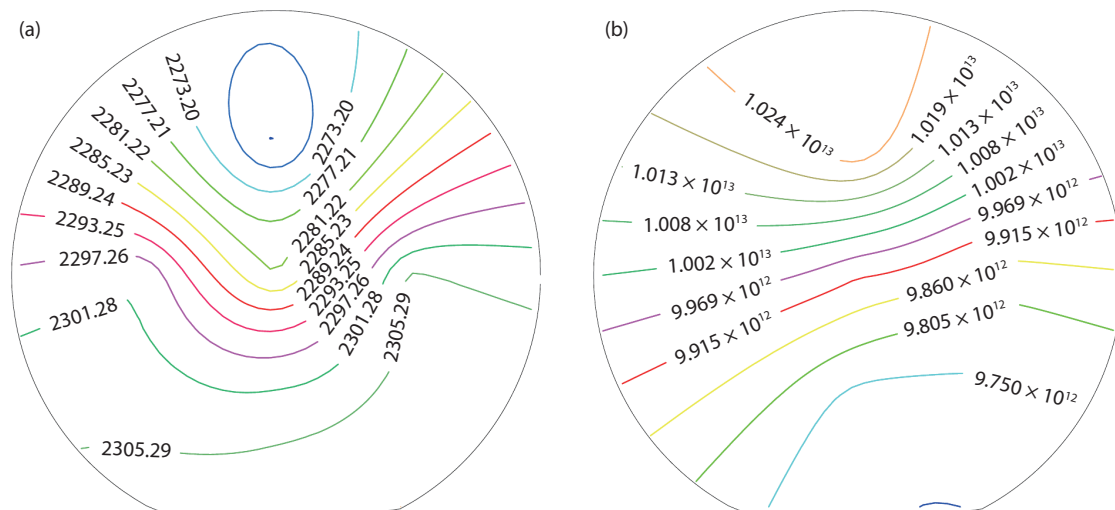 (a)
2273.20
2277.21
2281.22
2285.23
2289.24
2293.25
2297.26
2301.28
2305.29
2273.20
2277.21
2281.22
2285.23
2289.24
2293.25
2297.26
2301.28
2305.29
(b)
1.024 × 10¹³
1.013 × 10¹³
1.008 × 10¹³
1.002 × 10¹³
9.969 × 10¹²
9.915 × 10¹²
1.019 × 10¹³
1.013 × 10¹³
1.008 × 10¹³
1.002 × 10¹³
9.969 × 10¹²
9.915 × 10¹²
9.860 × 10¹²
9.805 × 10¹²
9.750 × 10¹²